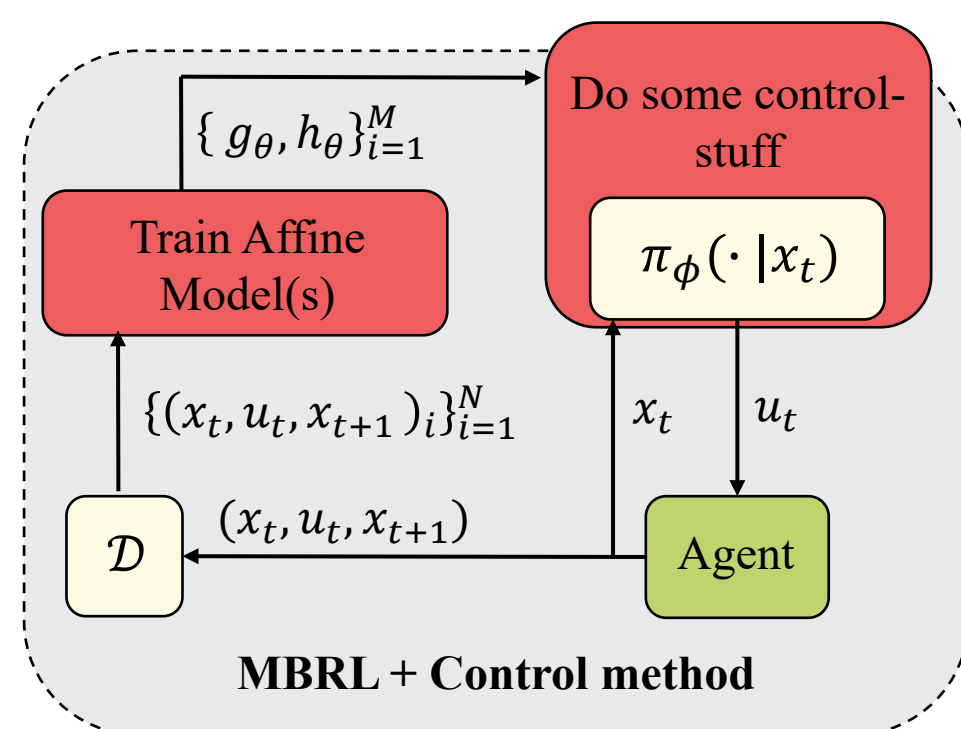 Do some control-
stuff
{ g_θ, h_θ}_{i=1}^M
π_ϕ(· |x_t)
Train Affine
Model(s)
{(x_t, u_t, x_{t+1} )_i}_{i=1}^N
x_t
u_t
(x_t, u_t, x_{t+1})
𝒟
Agent
MBRL + Control method